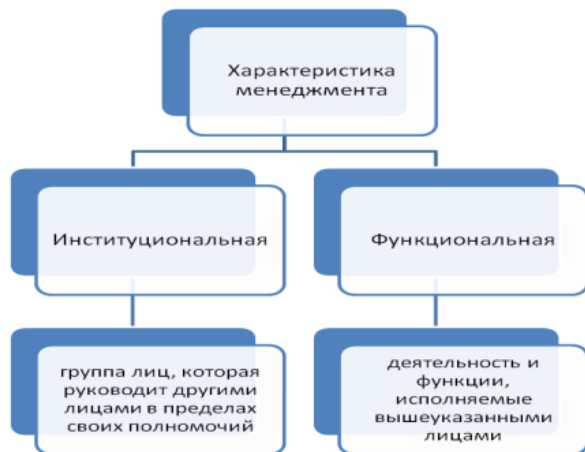 Характеристика
менеджмента
Институциональная
Функциональная
группа лиц, которая
руководит другими
лицами в пределах
своих полномочий
деятельность и
функции,
исполняемые
вышеуказанными
лицами